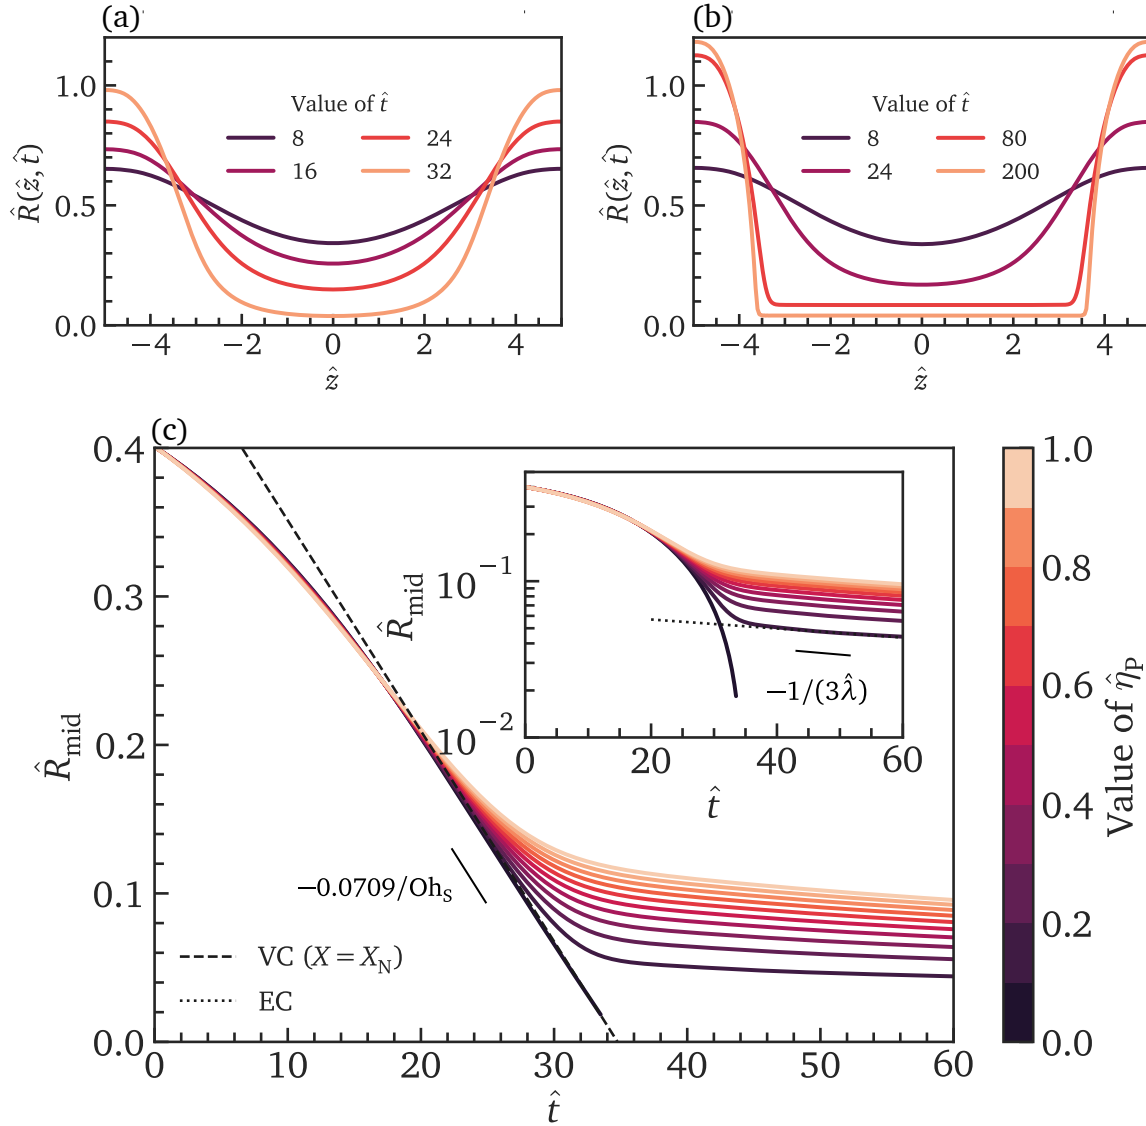 (a)
Value of t̂
8 24
16 32
R̂(ẑ, t̂)
1.0
0.5
0.0
−4 −2 0 2 4
ẑ
(b)
Value of t̂
8 80
24 200
R̂(ẑ, t̂)
1.0
0.5
0.0
−4 −2 0 2 4
ẑ
(c)
R̂mid
0.4
0.3
0.2
0.1
0.0
0 10 20 30 40 50 60
t̂
−0.0709/OhS
VC (X = XN)
EC
R̂mid
10−1
10−2
0 20 40 60
t̂
−1/(3λ̂)
1.0
0.8
0.6
0.4
0.2
0.0
Value of η̂P